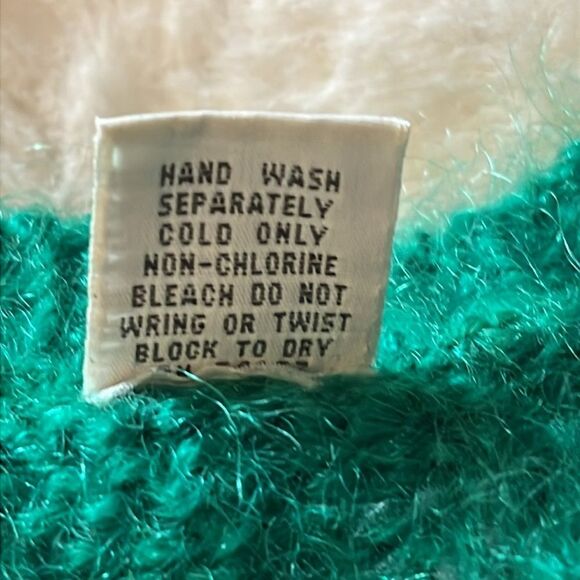 HAND WASH
SEPARATELY
COLD ONLY
NON-CHLORINE
BLEACH DO NOT
WRING OR TWIST
BLOCK TO DRY